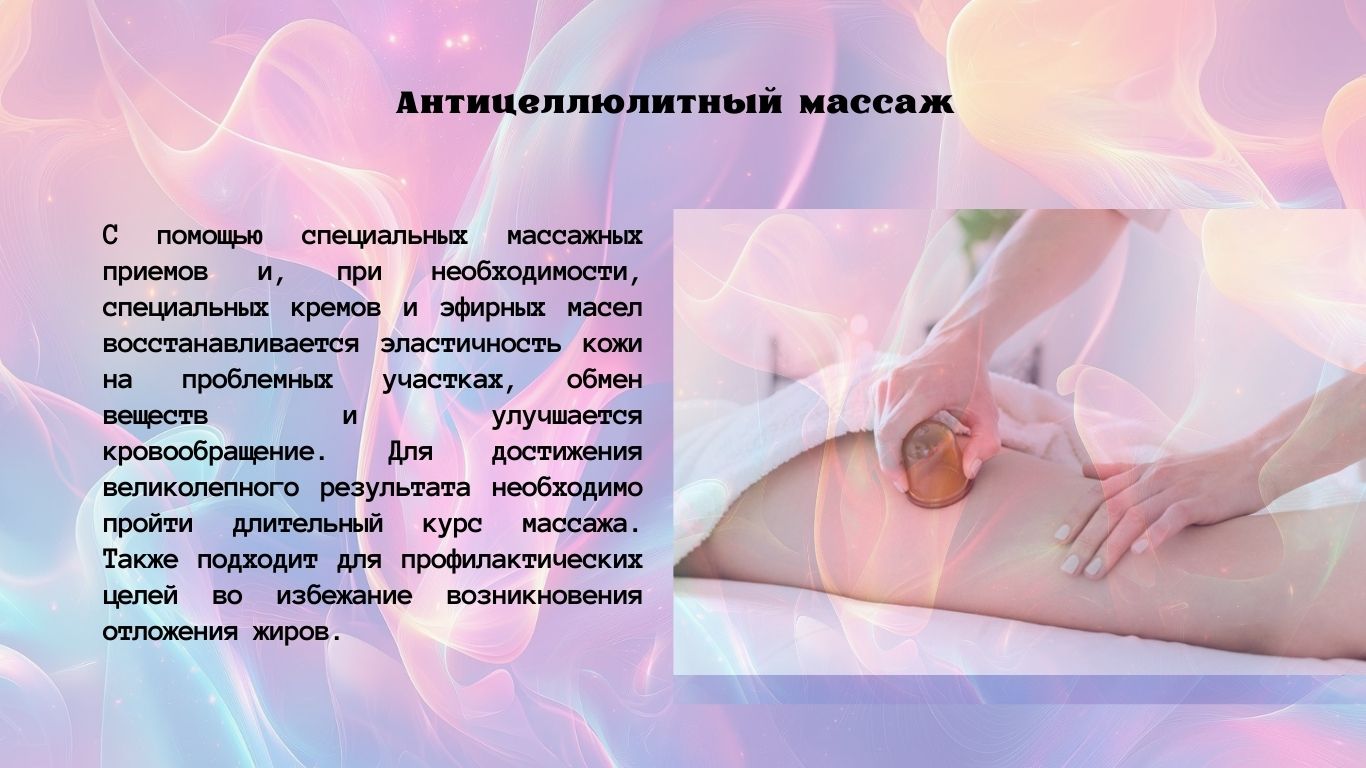 Антицеллюлитный массаж
С помощью специальных массажных
приемов и, при необходимости,
специальных кремов и эфирных масел
восстанавливается эластичность кожи
на проблемных участках, обмен
веществ и улучшается
кровообращение. Для достижения
великолепного результата необходимо
пройти длительный курс массажа.
Также подходит для профилактических
целей во избежание возникновения
отложения жиров.